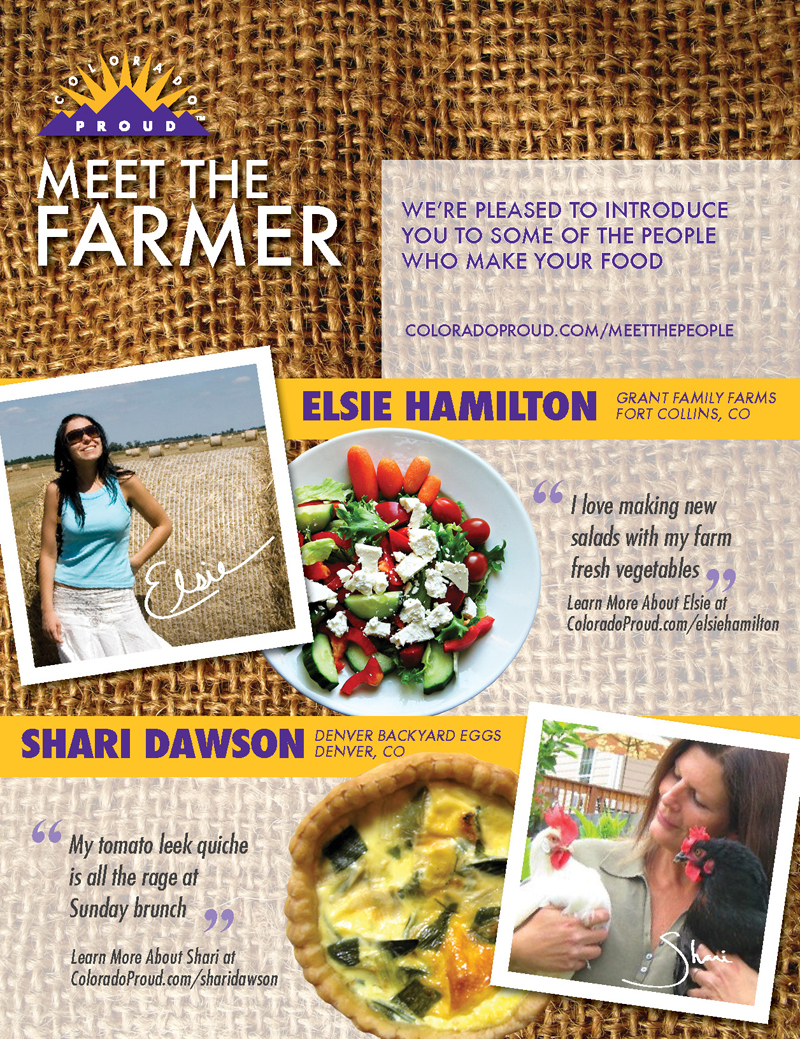 COLORADO
PROUD™
MEET THE
FARMER
WE'RE PLEASED TO INTRODUCE
YOU TO SOME OF THE PEOPLE
WHO MAKE YOUR FOOD
COLORADOPROUD.COM/MEETTHEPEOPLE
ELSIE HAMILTON
GRANT FAMILY FARMS
FORT COLLINS, CO
Elsie
“I love making new
salads with my farm
fresh vegetables”
Learn More About Elsie at
ColoradoProud.com/elsiehamilton
SHARI DAWSON
DENVER BACKYARD EGGS
DENVER, CO
“My tomato leek quiche
is all the rage at
Sunday brunch”
Learn More About Shari at
ColoradoProud.com/sharidawson
Shari